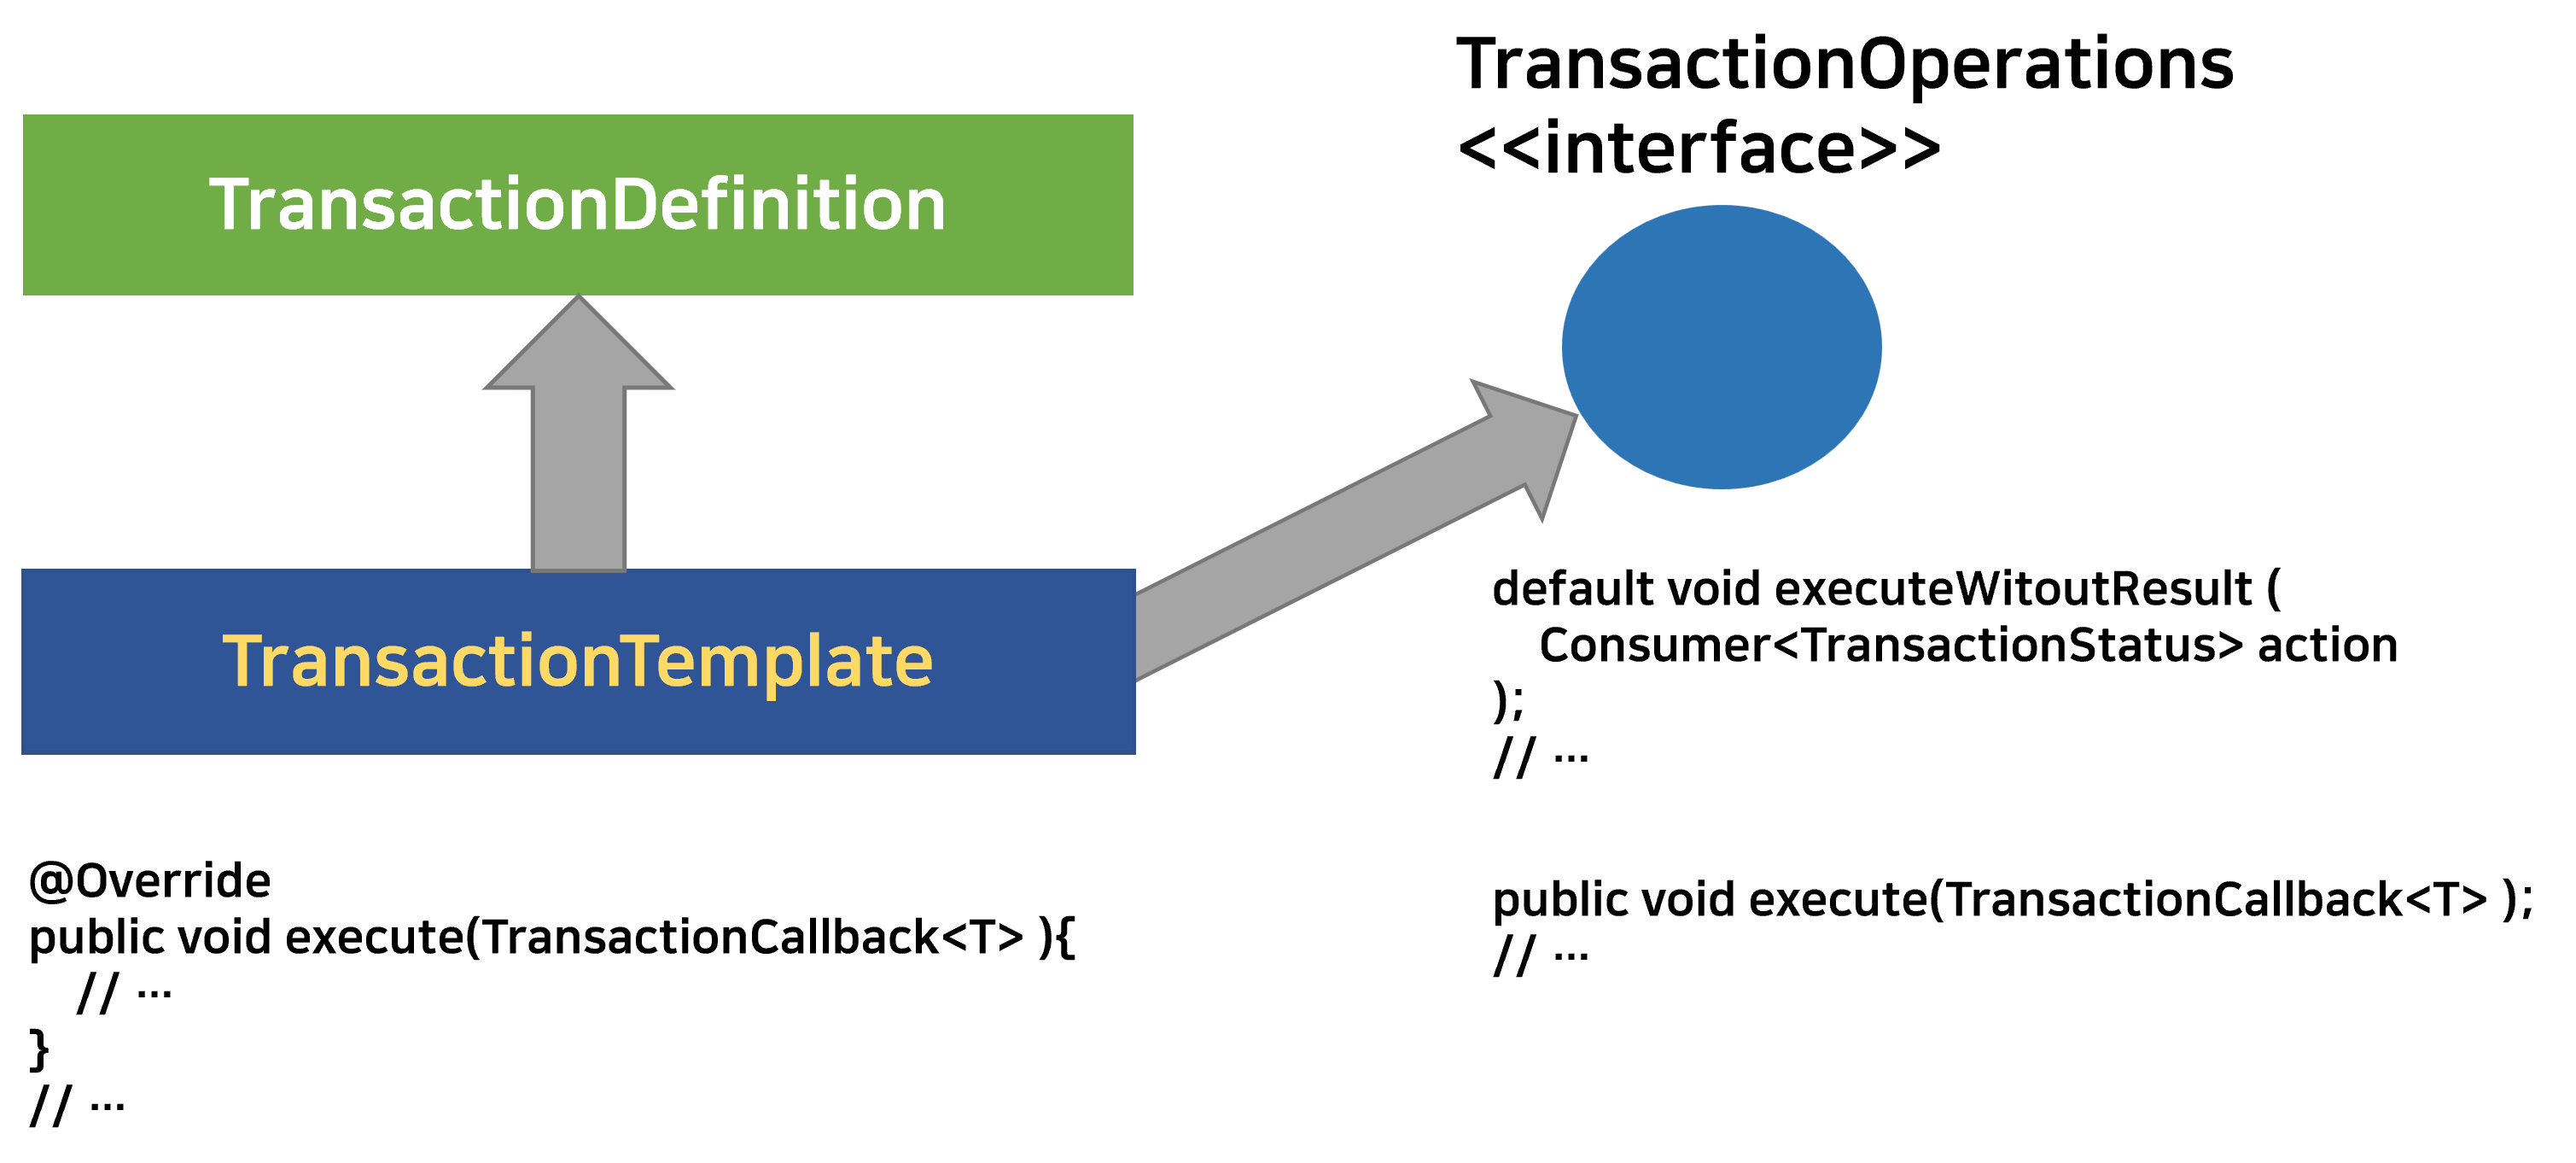 TransactionOperations
<<interface>>
TransactionDefinition
TransactionTemplate
default void executeWitoutResult (
Consumer<TransactionStatus> action
);
// …
public void execute(TransactionCallback<T> );
// …
@Override
public void execute(TransactionCallback<T> ){
// …
}
// …